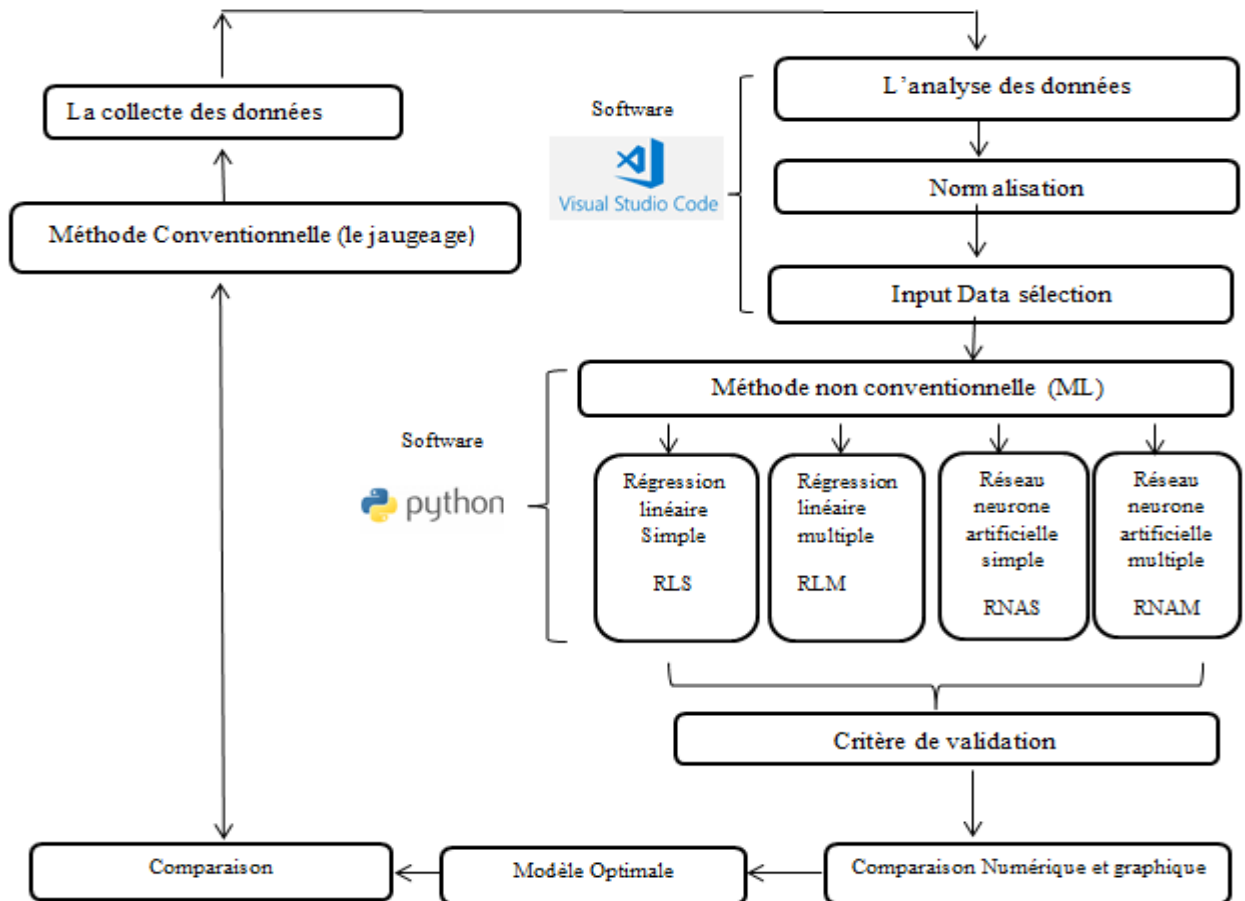 La collecte des données
Méthode Conventionnelle (le jaugeage)
Software
Visual Studio Code
L'analyse des données
Normalisation
Input Data sélection
Méthode non conventionnelle (ML)
Software
python
Régression
linéaire
Simple
RLS
Régression
linéaire
multiple
RLM
Réseau
neurone
artificielle
simple
RNAS
Réseau
neurone
artificielle
multiple
RNAM
Critère de validation
Comparaison Numérique et graphique
Modèle Optimale
Comparaison